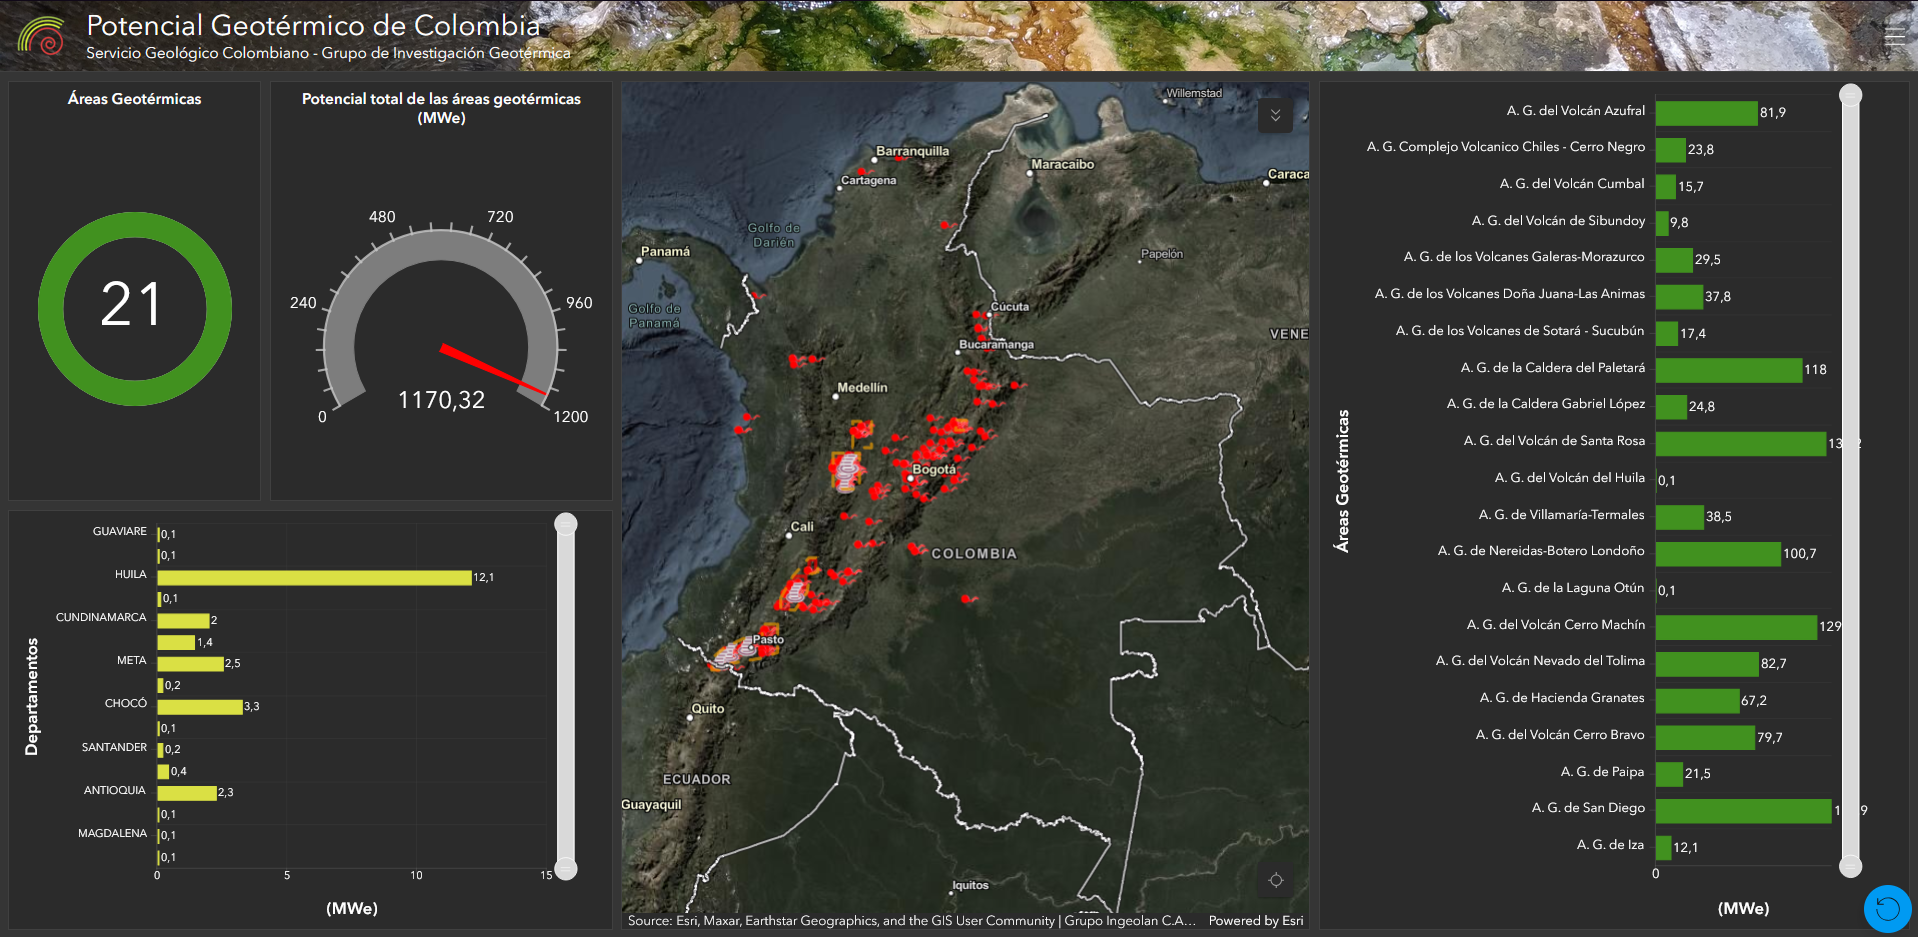 Potencial Geotérmico de Colombia
Servicio Geológico Colombiano - Grupo de Investigación Geotérmica
Áreas Geotérmicas
21
Potencial total de las áreas geotérmicas
(MWe)
0
240
480
720
960
1200
1170,32
Departamentos
GUAVIARE 0,1
0,1
HUILA 12,1
0,1
CUNDINAMARCA 2
1,4
META 2,5
0,2
CHOCÓ 3,3
0,1
SANTANDER 0,2
0,4
ANTIOQUIA 2,3
0,1
MAGDALENA 0,1
0,1
0 5 10 15
(MWe)
Willemstad
Barranquilla
Maracaibo
Cartagena
Caraca
Golfo de
Darién
Panamá
Papelón
Golfo de
Panamá
Cúcuta
VENE
Bucaramanga
Medellín
Bogotá
Cali
COLOMBIA
Pasto
Quito
ECUADOR
Guayaquil
Iquitos
Source: Esri, Maxar, Earthstar Geographics, and the GIS User Community | Grupo Ingeolan C.A...
Powered by Esri
Áreas Geotérmicas
A. G. del Volcán Azufral 81,9
A. G. Complejo Volcanico Chiles - Cerro Negro 23,8
A. G. del Volcán Cumbal 15,7
A. G. del Volcán de Sibundoy 9,8
A. G. de los Volcanes Galeras-Morazurco 29,5
A. G. de los Volcanes Doña Juana-Las Animas 37,8
A. G. de los Volcanes de Sotará - Sucubún 17,4
A. G. de la Caldera del Paletará 118
A. G. de la Caldera Gabriel López 24,8
A. G. del Volcán de Santa Rosa
A. G. del Volcán del Huila 0,1
A. G. de Villamaría-Termales 38,5
A. G. de Nereidas-Botero Londoño 100,7
A. G. de la Laguna Otún 0,1
A. G. del Volcán Cerro Machín 129
A. G. del Volcán Nevado del Tolima 82,7
A. G. de Hacienda Granates 67,2
A. G. del Volcán Cerro Bravo 79,7
A. G. de Paipa 21,5
A. G. de San Diego
A. G. de Iza 12,1
0
(MWe)